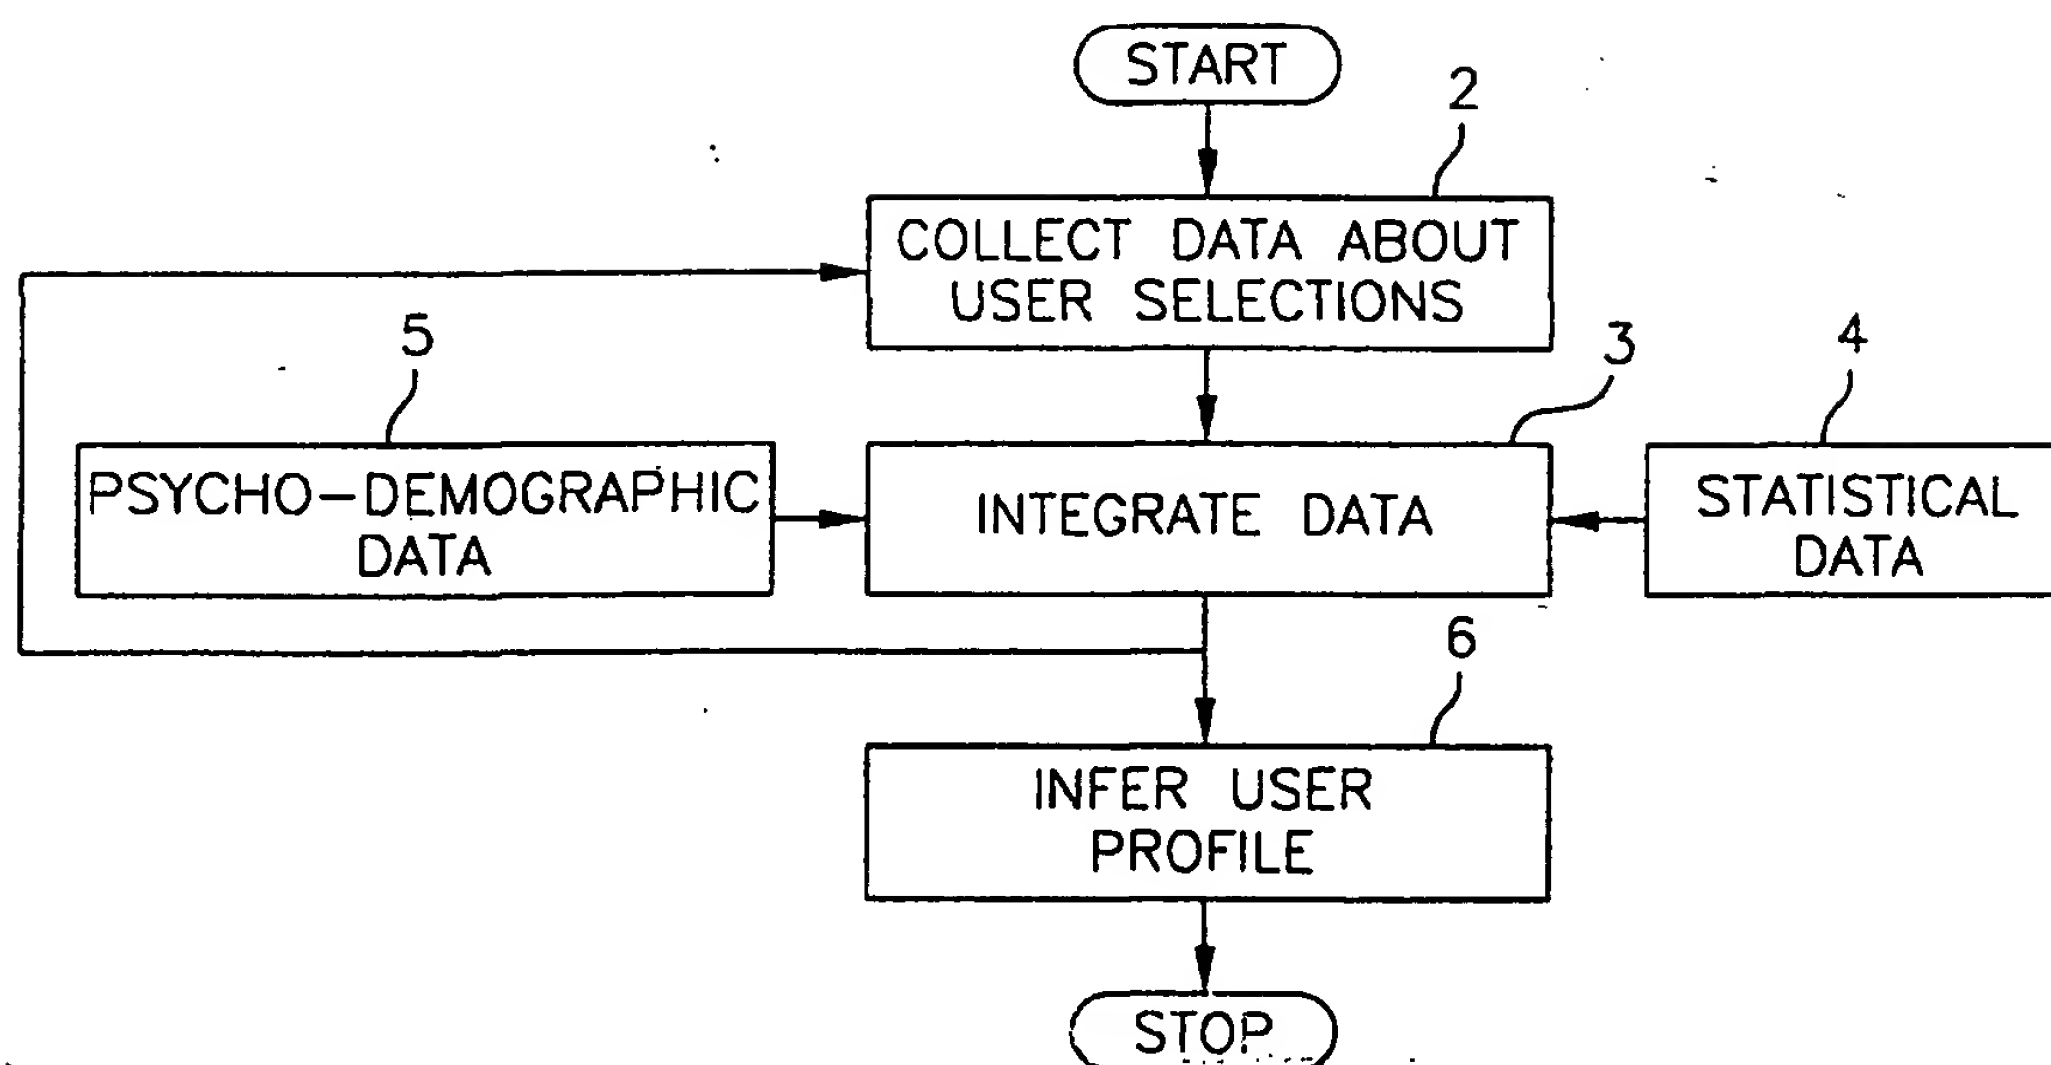 START
2
COLLECT DATA ABOUT
USER SELECTIONS
5
3
4
PSYCHO-DEMOGRAPHIC
DATA
INTEGRATE DATA
STATISTICAL
DATA
6
INFER USER
PROFILE
STOP